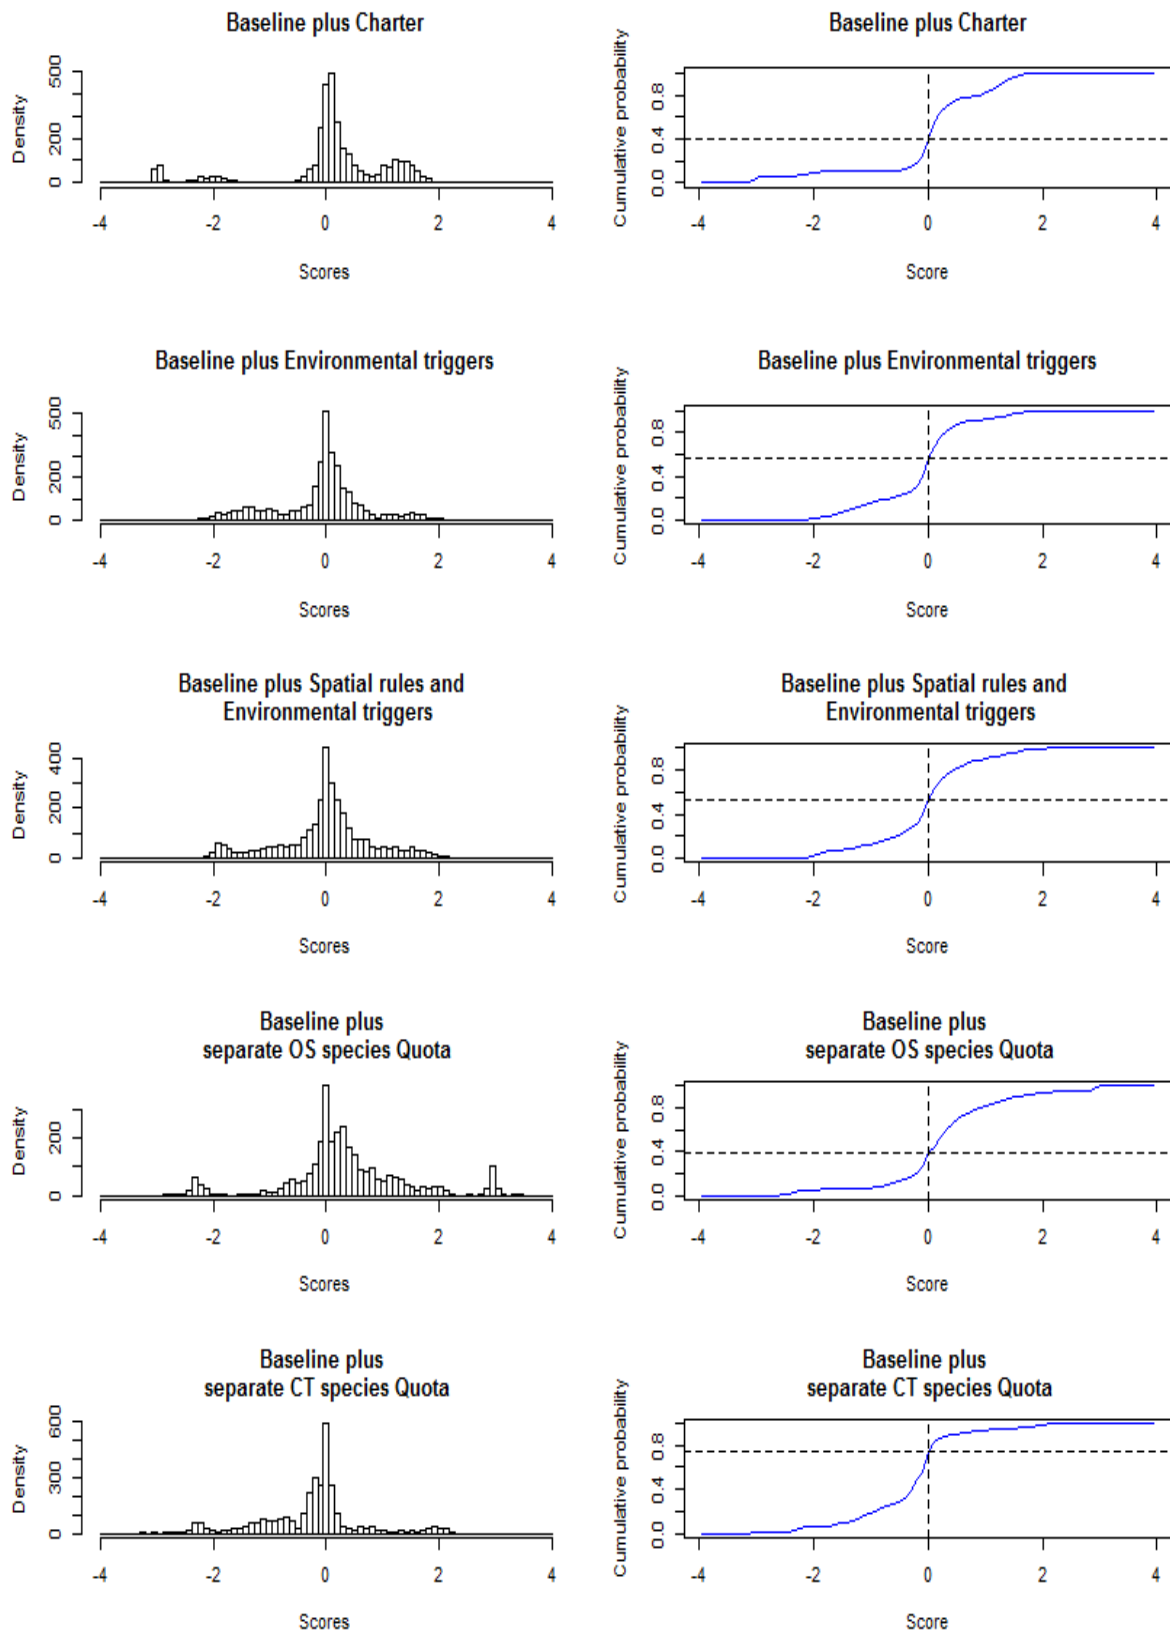 Baseline plus Charter
Density
0 200 500
-4 -2 0 2 4
Scores
Baseline plus Charter
Cumulative probability
0.0 0.4 0.8
-4 -2 0 2 4
Score
Baseline plus Environmental triggers
Density
0 200 500
-4 -2 0 2 4
Scores
Baseline plus Environmental triggers
Cumulative probability
0.0 0.4 0.8
-4 -2 0 2 4
Score
Baseline plus Spatial rules and
Environmental triggers
Density
0 200 400
-4 -2 0 2 4
Scores
Baseline plus Spatial rules and
Environmental triggers
Cumulative probability
0.0 0.4 0.8
-4 -2 0 2 4
Score
Baseline plus
separate OS species Quota
Density
0 200
-4 -2 0 2 4
Scores
Baseline plus
separate OS species Quota
Cumulative probability
0.0 0.4 0.8
-4 -2 0 2 4
Score
Baseline plus
separate CT species Quota
Density
0 300 600
-4 -2 0 2 4
Scores
Baseline plus
separate CT species Quota
Cumulative probability
0.0 0.4 0.8
-4 -2 0 2 4
Score